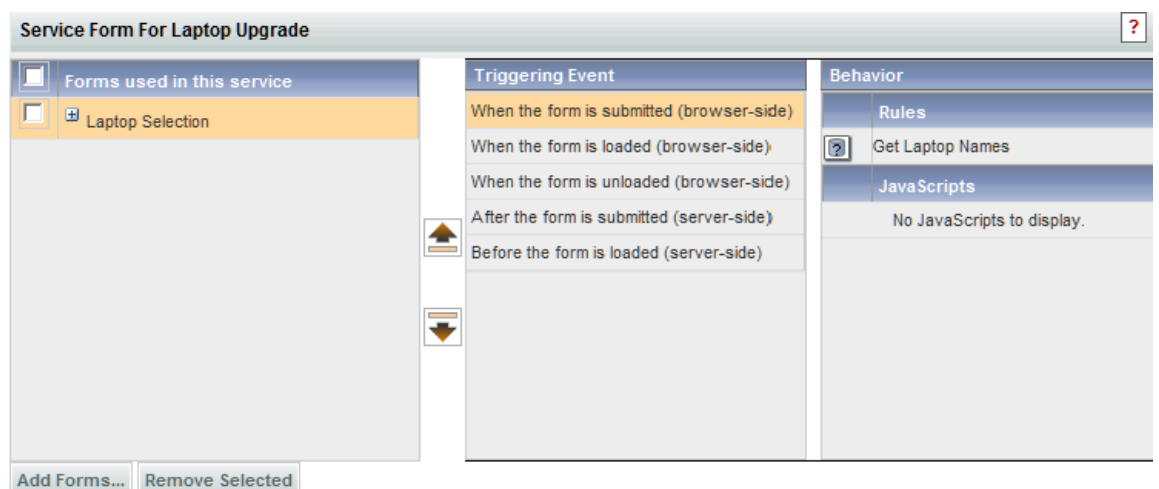 Service Form For Laptop Upgrade
?
Forms used in this service
Laptop Selection
Triggering Event
When the form is submitted (browser-side)
When the form is loaded (browser-side)
When the form is unloaded (browser-side)
After the form is submitted (server-side)
Before the form is loaded (server-side)
Behavior
Rules
? Get Laptop Names
JavaScripts
No JavaScripts to display.
Add Forms... Remove Selected